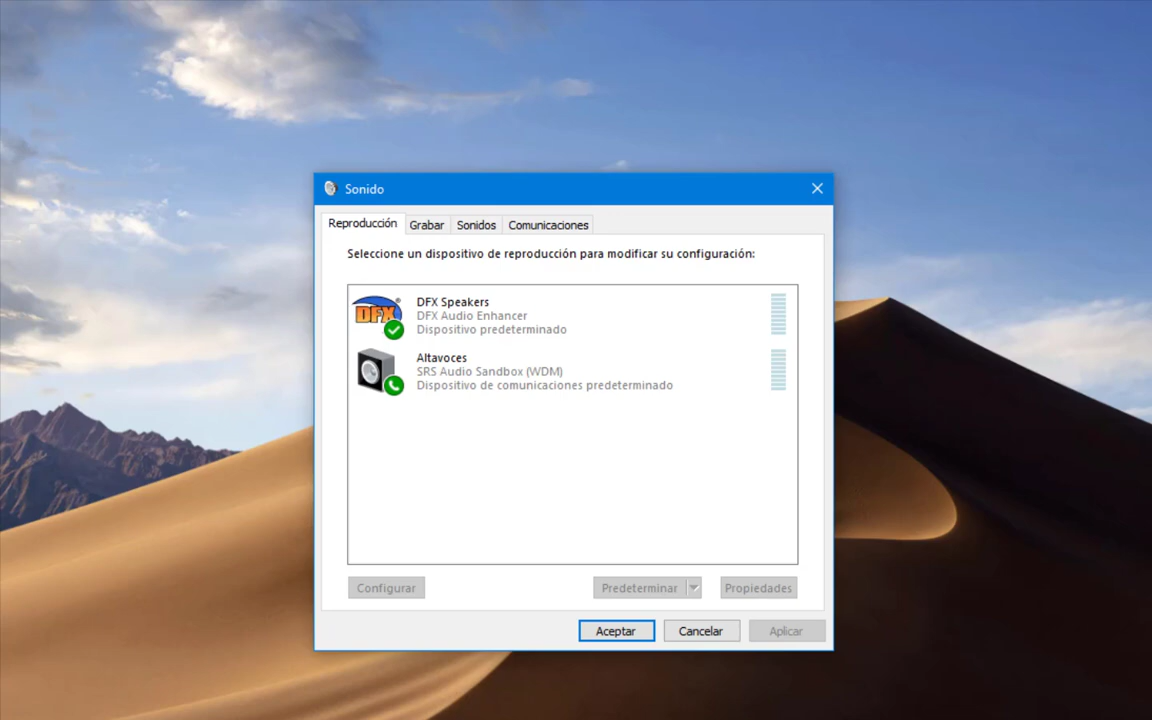 Sonido
Reproducción Grabar Sonidos Comunicaciones
Seleccione un dispositivo de reproducción para modificar su configuración:
DFX
DFX Speakers
DFX Audio Enhancer
Dispositivo predeterminado
Altavoces
SRS Audio Sandbox (WDM)
Dispositivo de comunicaciones predeterminado
Configurar Predeterminar Propiedades
Aceptar Cancelar Aplicar